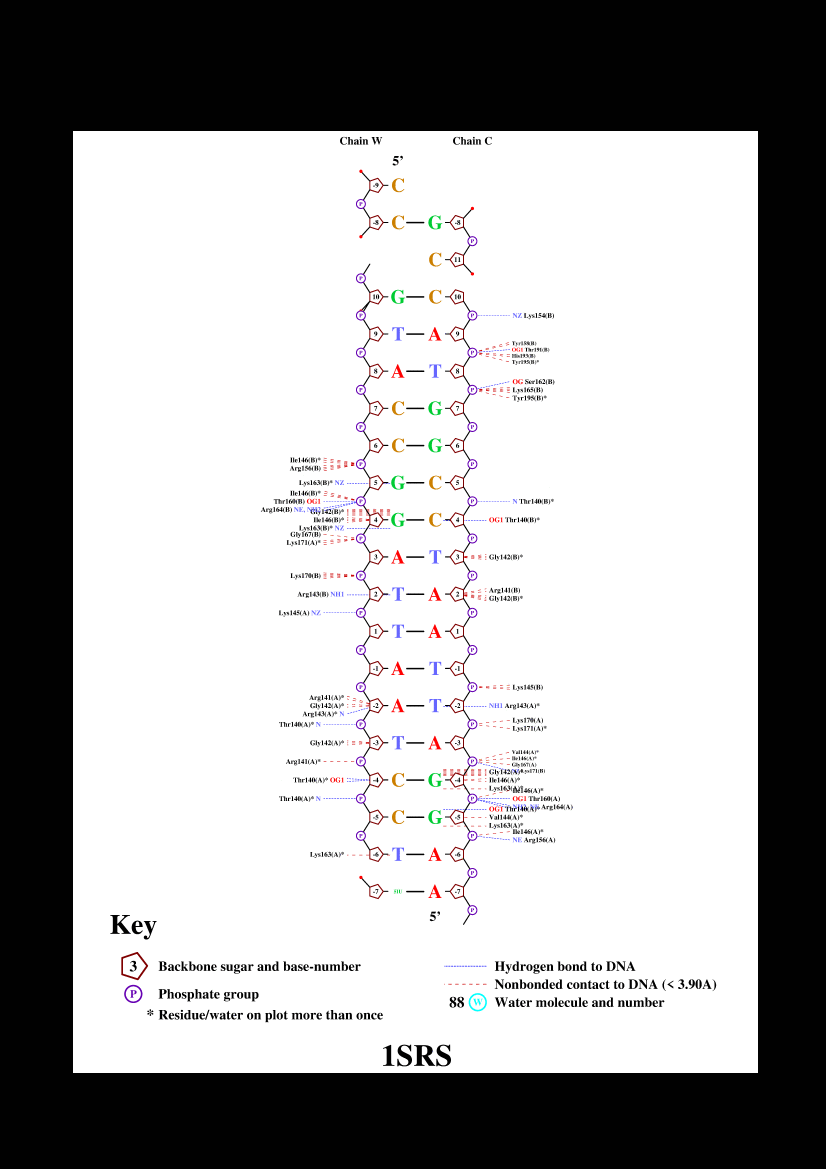 Chain W Chain C
5’
-9 C
P
-8 C G -8
P
C 11
P
10 G C 10
P P NZ Lys154(B)
9 T A 9
Tyr158(B)
OG1 Thr191(B)
P P
His193(B)
Tyr195(B)*
8 A T 8
OG Ser162(B)
P P Lys165(B)
Tyr195(B)*
7 C G 7
P P
6 C G 6
Ile146(B)* P P
Arg156(B)
Lys163(B)* NZ 5 G C 5
Ile146(B)*
Thr160(B) OG1 P P N Thr140(B)*
Arg164(B) NE,
Gly142(B)*
Ile146(B)* 4 G C 4 OG1 Thr140(B)*
Lys163(B)* NZ
Gly167(B)
P P
Lys171(A)*
3 A T 3 Gly142(B)*
Lys170(B) P P
Arg143(B) NH1 2 T A 2 Arg141(B)
Gly142(B)*
Lys145(A) NZ P P
1 T A 1
P P
-1 A T -1
P P Lys145(B)
Arg141(A)*
Gly142(A)* -2 A T -2 NH1 Arg143(A)*
Arg143(A)* N
Thr140(A)* N P P Lys170(A)
Lys171(A)*
Gly142(A)* -3 T A -3
Val144(A)*
Ile146(A)*
Arg141(A)* P P Gly167(A)
Gly142(A)* Lys171(B)
Thr140(A)* OG1 -4 C G -4 Ile146(A)*
Lys163(A)*
Ile146(A)*
Thr140(A)* N P P OG1 Thr160(A)
Arg164(A)
OG1 Thr140(A)*
-5 C G -5 Val144(A)*
Lys163(A)*
Ile146(A)*
P P NE Arg156(A)
Lys163(A)* -6 T A -6
P
-7 HU A -7
P
5’
Key
3 Backbone sugar and base-number
P Phosphate group
* Residue/water on plot more than once
Hydrogen bond to DNA
Nonbonded contact to DNA (< 3.90A)
88 W Water molecule and number
1SRS